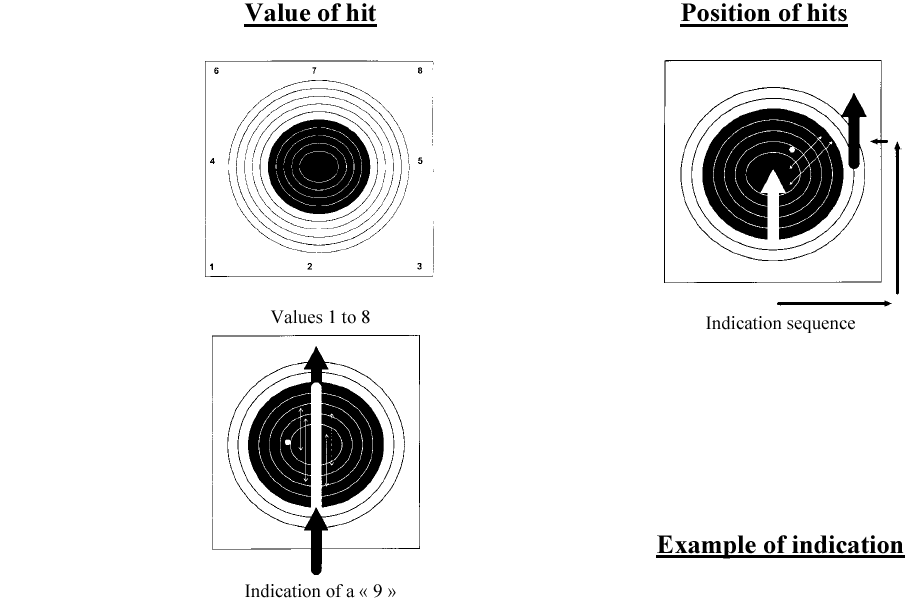 Value of hit
Position of hits
6 7 8
4 5
1 2 3
Values 1 to 8
Indication sequence
Indication of a « 9 »
Example of indication